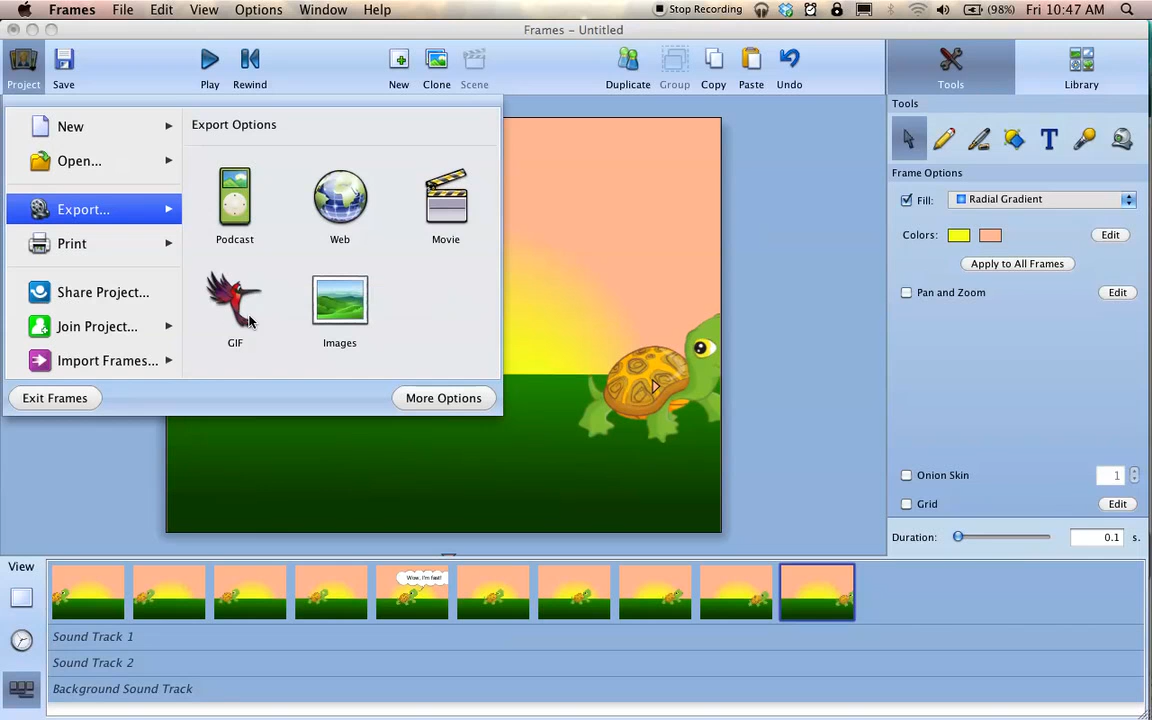 Frames File Edit View Options Window Help Stop Recording (98%) Fri 10:47 AM
Frames – Untitled
Project Save Play Rewind New Clone Scene Duplicate Group Copy Paste Undo Tools Library
New
Open...
Export...
Print
Share Project...
Join Project...
Import Frames...
Exit Frames
Export Options
Podcast Web Movie
GIF Images
More Options
Tools
T
Frame Options
Fill: Radial Gradient
Colors: Edit
Apply to All Frames
Pan and Zoom Edit
Onion Skin 1
Grid Edit
Duration: 0.1 s.
View
Wow, I'm fast!
Sound Track 1
Sound Track 2
Background Sound Track